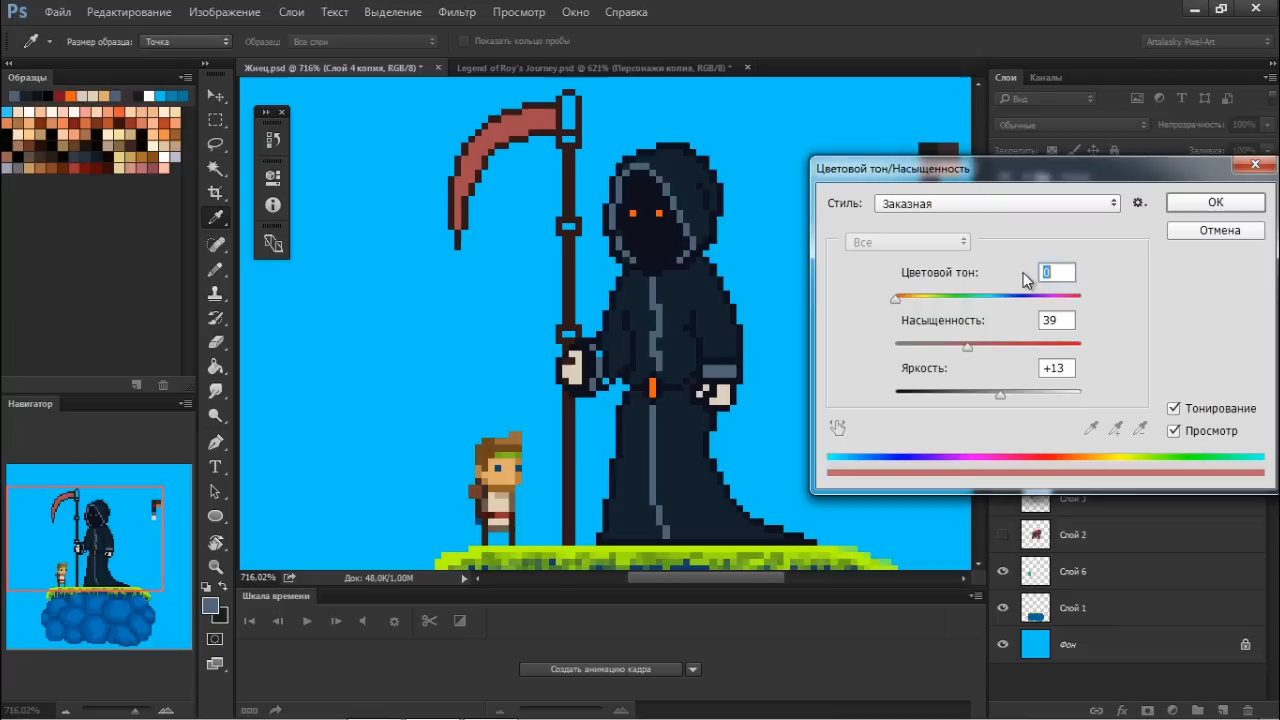 Ps Файл Редактирование Изображение Слои Текст Выделение Фильтр Просмотр Окно Справка
Размер образца: Точка Образец: Все слои Показать кольцо пробы Artalasky Pixel-Art
Образцы
Жнец.psd @ 716% (Слой 4 копия, RGB/8) * × Legend of Roy's Journey.psd @ 621% (Персонажи копия, RGB/8) * ×
Слои Каналы
Вид
Обычные Непрозрачность: 100%
Закрепить: Заливка: 100%
Цветовой тон/Насыщенность
Стиль: Заказная
OK
Отмена
Все
Цветовой тон: 0
Насыщенность: 39
Яркость: +13
Тонирование
Просмотр
Навигатор
Слой 3
Слой 2
Слой 6
Слой 1
Фон
716.02% Док: 48,0K/1,00M
Шкала времени
Создать анимацию кадра
716.02%